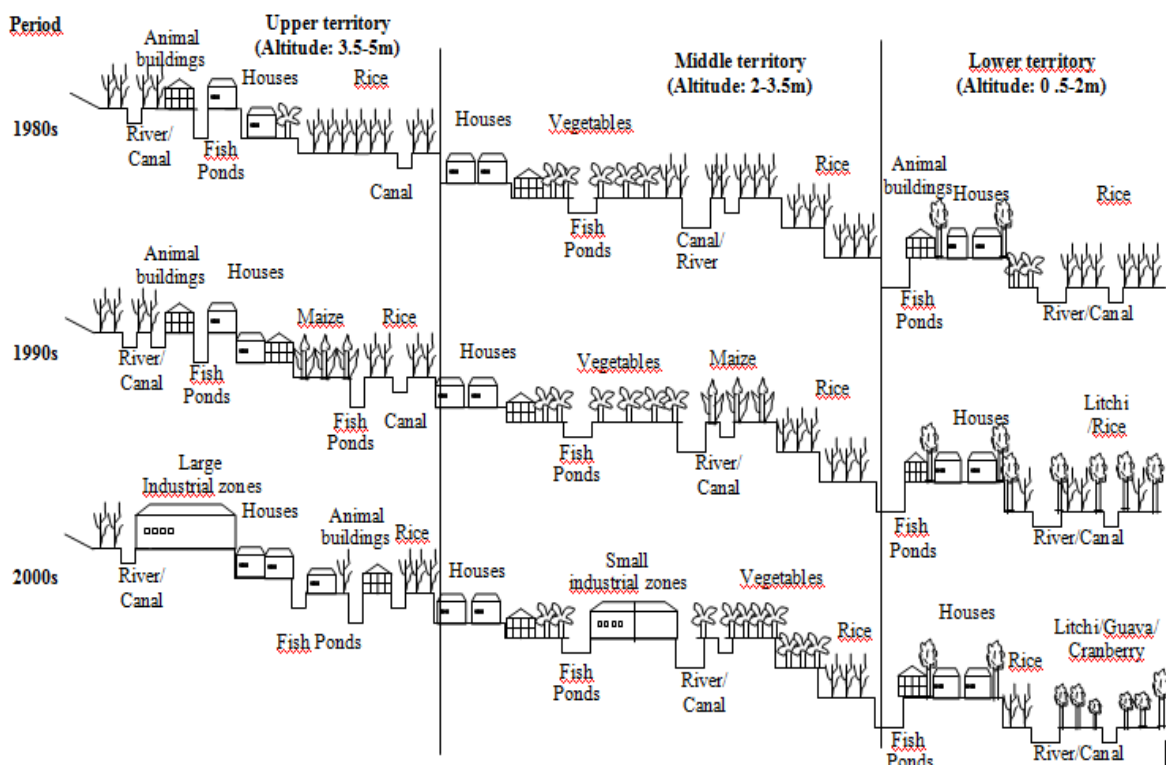 Period
Upper territory
(Altitude: 3.5-5m)
Middle territory
(Altitude: 2-3.5m)
Lower territory
(Altitude: 0 .5-2m)
1980s
Animal
buildings
Houses
Rice
River/
Canal
Fish
Ponds
Canal
Houses
Vegetables
Rice
Fish
Ponds
Canal/
River
Animal
buildings
Houses
Rice
Fish
Ponds
River/Canal
1990s
Animal
buildings
Houses
Maize
Rice
River/
Canal
Fish
Ponds
Fish
Ponds
Canal
Houses
Vegetables
Maize
Rice
Fish
Ponds
River/
Canal
Houses
Litchi
/Rice
Fish
Ponds
River/Canal
2000s
Large
Industrial zones
Houses
Animal
buildings
Rice
River/
Canal
Fish Ponds
Houses
Small
industrial zones
Vegetables
Rice
Fish
Ponds
River/
Canal
Houses
Rice
Litchi/Guava/
Cranberry
Fish
Ponds
River/Canal